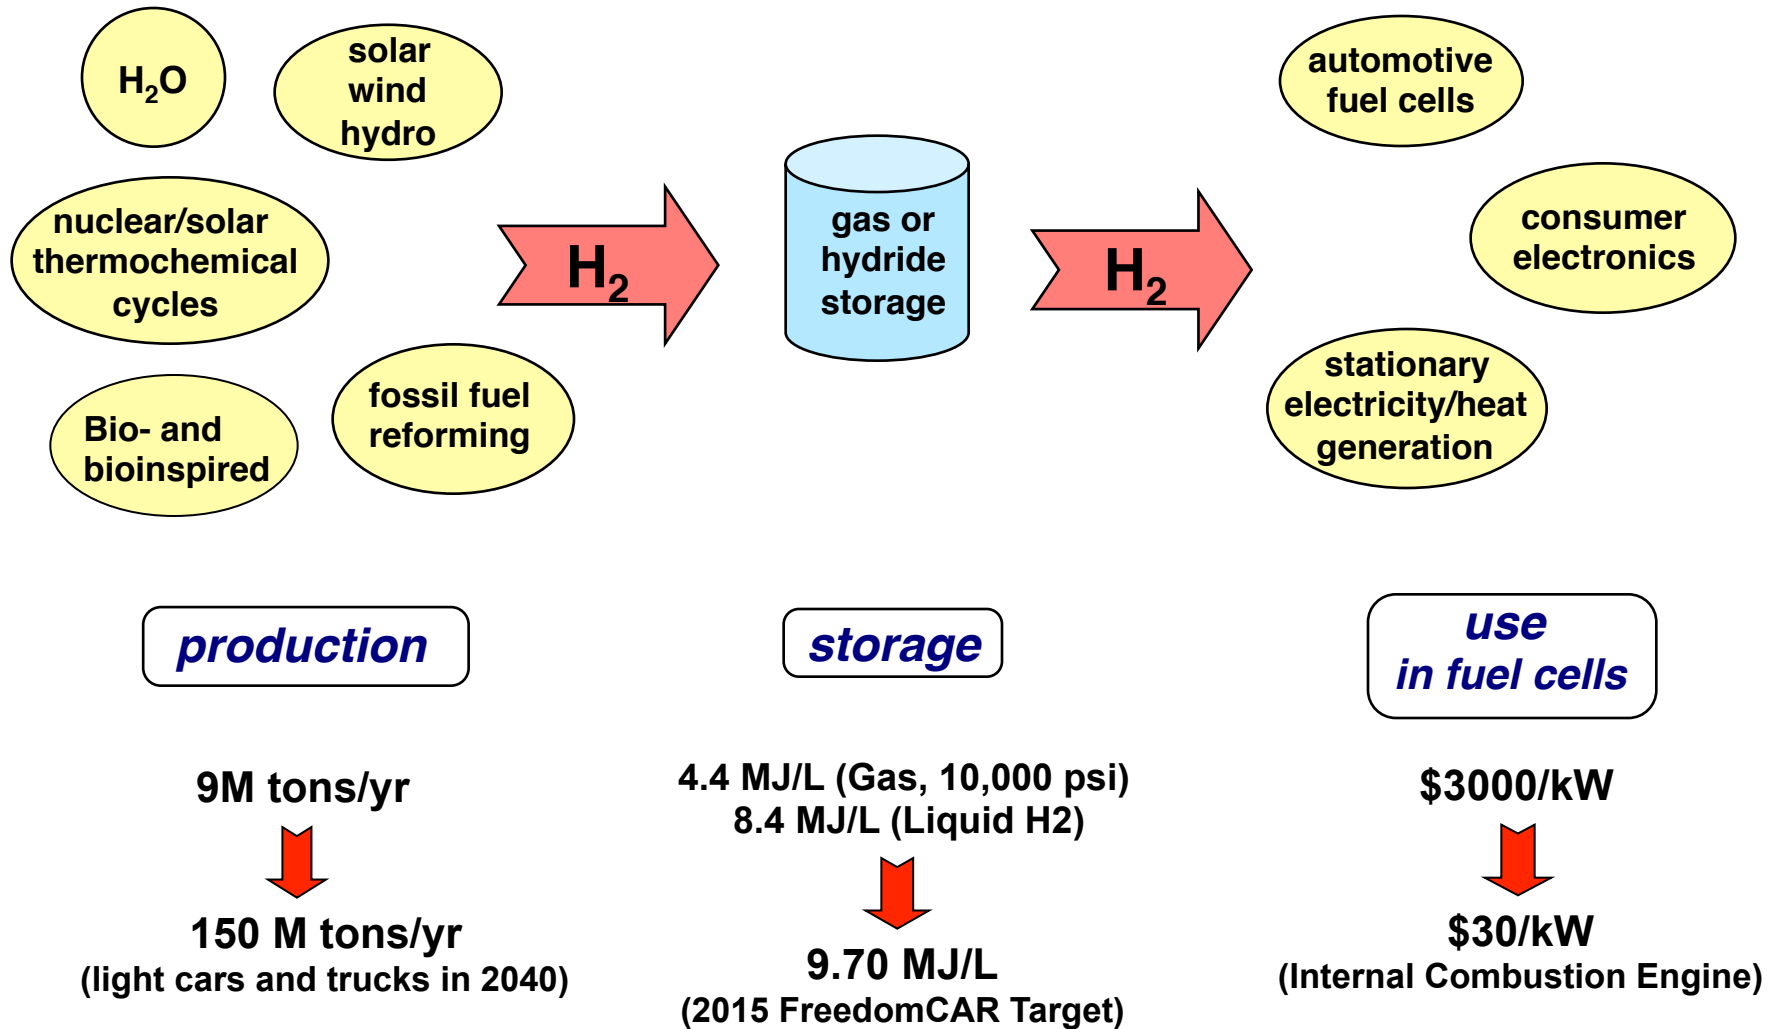 H₂O
solar
wind
hydro
nuclear/solar
thermochemical
cycles
Bio- and
bioinspired
fossil fuel
reforming
H₂
gas or
hydride
storage
H₂
automotive
fuel cells
consumer
electronics
stationary
electricity/heat
generation
production
storage
use
in fuel cells
9M tons/yr
150 M tons/yr
(light cars and trucks in 2040)
4.4 MJ/L (Gas, 10,000 psi)
8.4 MJ/L (Liquid H2)
9.70 MJ/L
(2015 FreedomCAR Target)
$3000/kW
$30/kW
(Internal Combustion Engine)